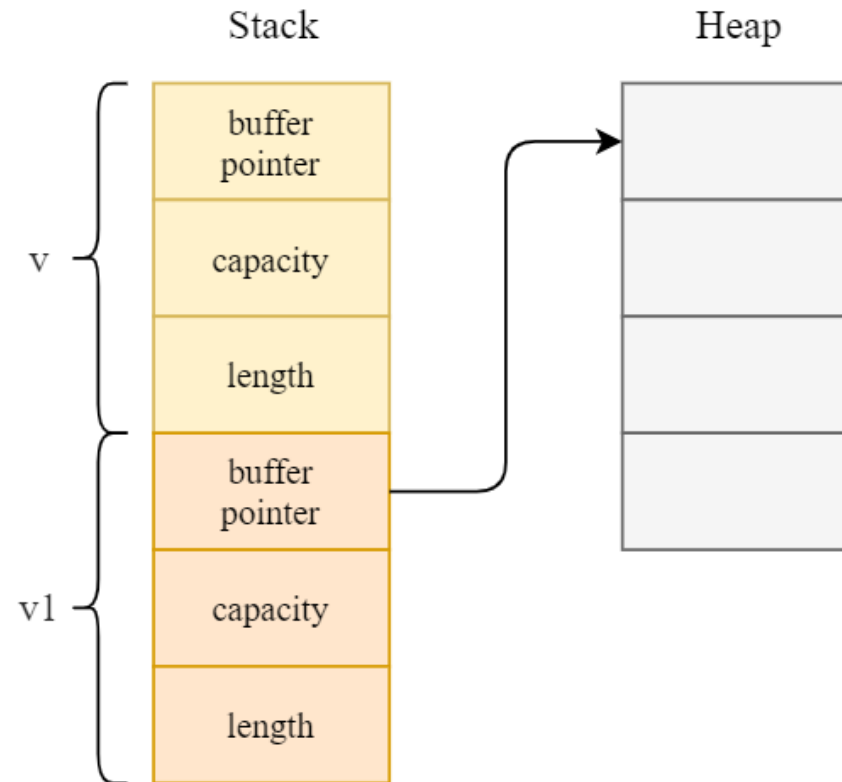 Stack
Heap
buffer
pointer
v
capacity
length
buffer
pointer
v1
capacity
length